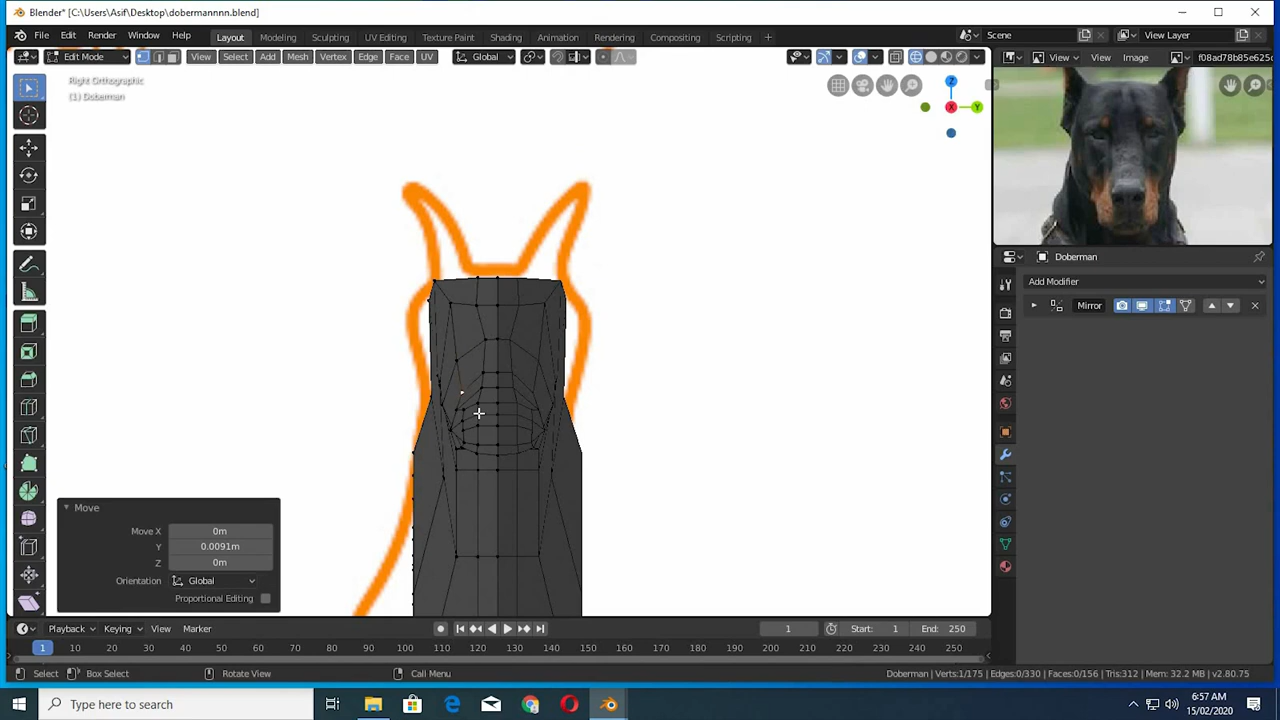 Blender* [C:\Users\Asif\Desktop\dobermannnn.blend]
File Edit Render Window Help Layout Modeling Sculpting UV Editing Texture Paint Shading Animation Rendering Compositing Scripting + Scene View Layer
Edit Mode View Select Add Mesh Vertex Edge Face UV Global View View Image f08ad78b85e625c
Right Orthographic
(1) Doberman
Z
X
Y
Doberman
Add Modifier
Mirror
Move
Move X 0m
Y 0.0091m
Z 0m
Orientation Global
Proportional Editing
Playback Keying View Marker 1 Start: 1 End: 250
1 10 20 30 40 50 60 70 80 90 100 110 120 130 140 150 160 170 180 190 200 210 220 230 240 250
Select Box Select Rotate View Call Menu Doberman | Verts:1/175 | Edges:0/330 | Faces:0/156 | Tris:312 | Mem: 32.2 MB | v2.80.75
Type here to search
6:57 AM
15/02/2020